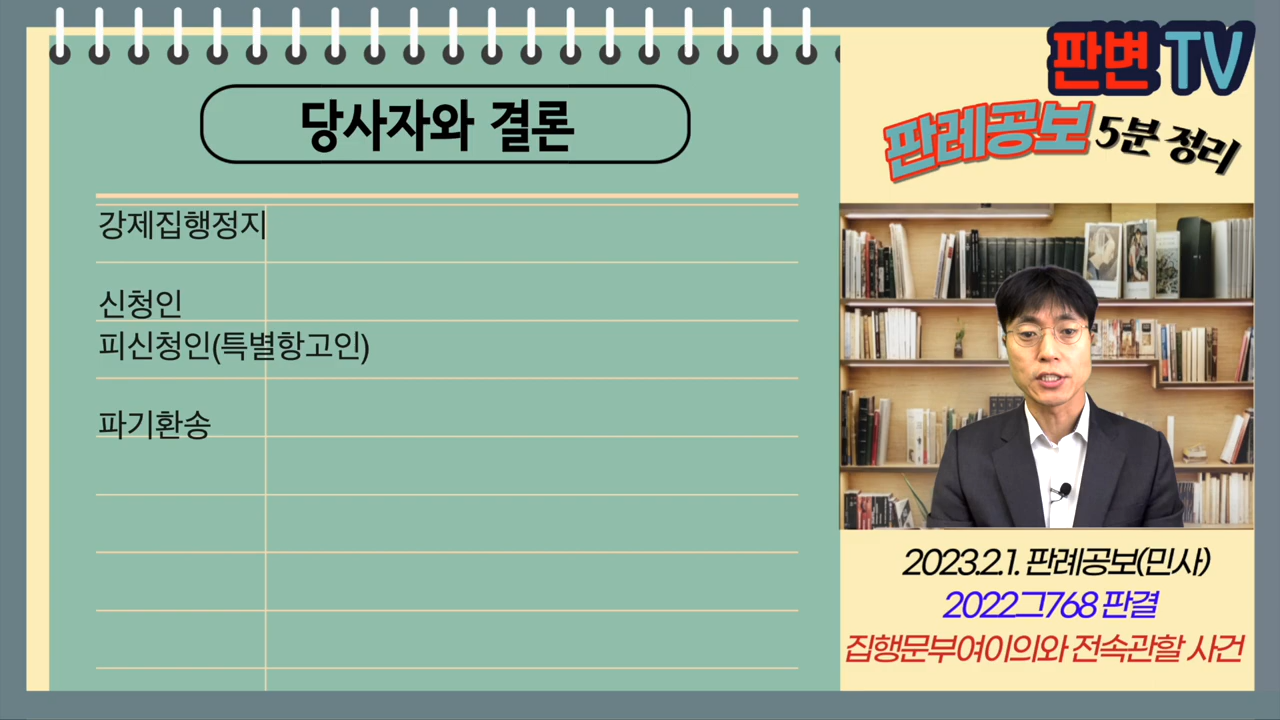 당사자와 결론
강제집행정지
신청인
피신청인(특별항고인)
파기환송
판변 TV
판례공보 5분 정리
2023.2.1. 판례공보(민사)
2022그768 판결
집행문부여이의와 전속관할 사건